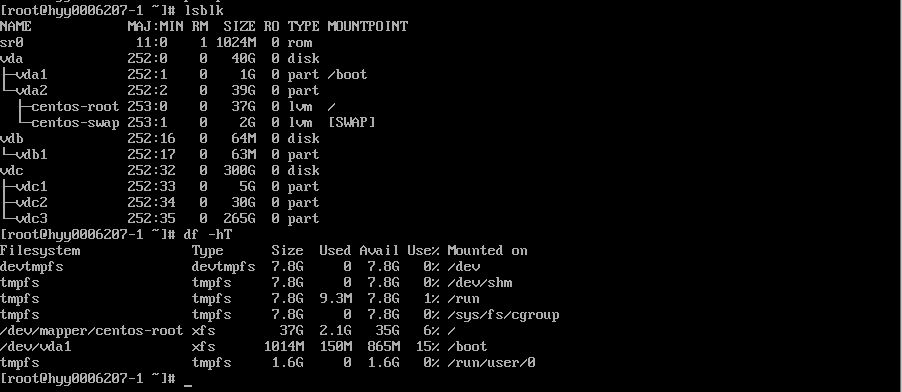 [root@hyy0006207-1 ~]# lsblk
NAME            MAJ:MIN RM  SIZE RO TYPE MOUNTPOINT
sr0              11:0    1 1024M  0 rom
vda             252:0    0   40G  0 disk
├─vda1          252:1    0    1G  0 part /boot
└─vda2          252:2    0   39G  0 part
  ├─centos-root 253:0    0   37G  0 lvm  /
  └─centos-swap 253:1    0    2G  0 lvm  [SWAP]
vdb             252:16   0   64M  0 disk
└─vdb1          252:17   0   63M  0 part
vdc             252:32   0  300G  0 disk
├─vdc1          252:33   0    5G  0 part
├─vdc2          252:34   0   30G  0 part
└─vdc3          252:35   0  265G  0 part
[root@hyy0006207-1 ~]# df -hT
Filesystem              Type      Size  Used Avail Use% Mounted on
devtmpfs                devtmpfs  7.8G     0  7.8G   0% /dev
tmpfs                   tmpfs     7.8G     0  7.8G   0% /dev/shm
tmpfs                   tmpfs     7.8G  9.3M  7.8G   1% /run
tmpfs                   tmpfs     7.8G     0  7.8G   0% /sys/fs/cgroup
/dev/mapper/centos-root xfs        37G  2.1G   35G   6% /
/dev/vda1               xfs      1014M  150M  865M  15% /boot
tmpfs                   tmpfs     1.6G     0  1.6G   0% /run/user/0
[root@hyy0006207-1 ~]# _